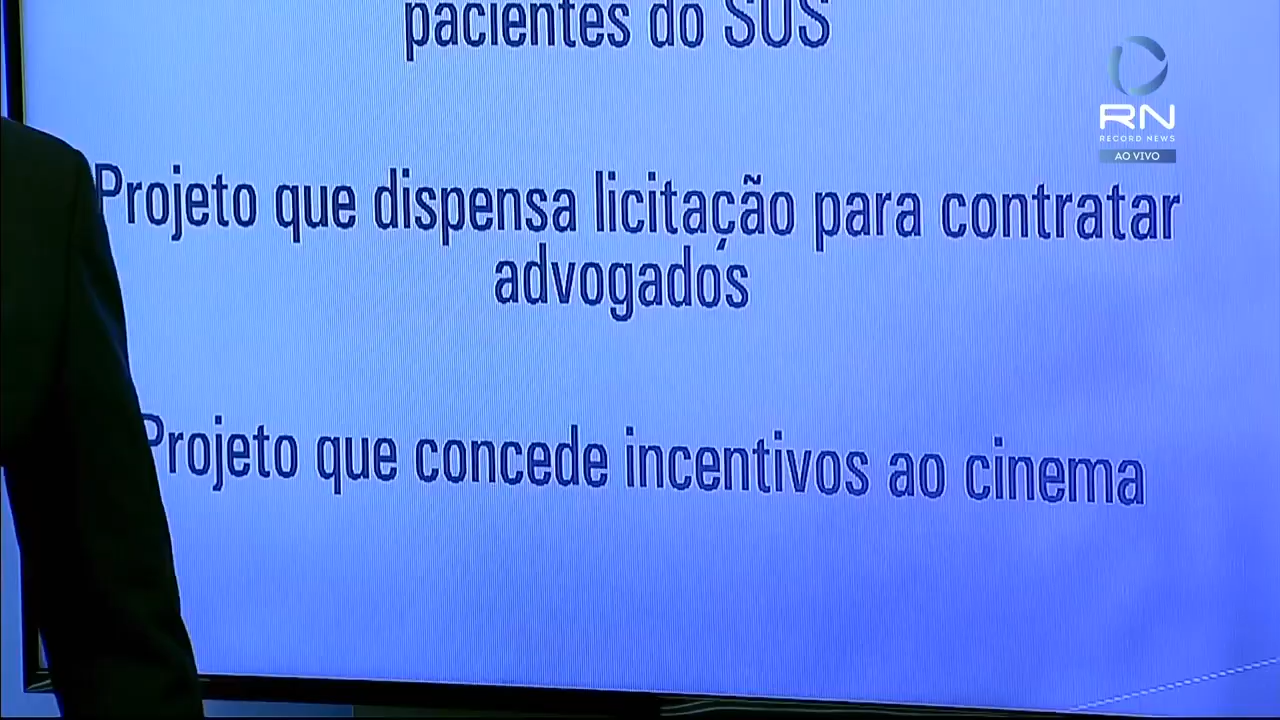 pacientes do SUS
RN
RECORD NEWS
AO VIVO
Projeto que dispensa licitação para contratar
advogados
Projeto que concede incentivos ao cinema